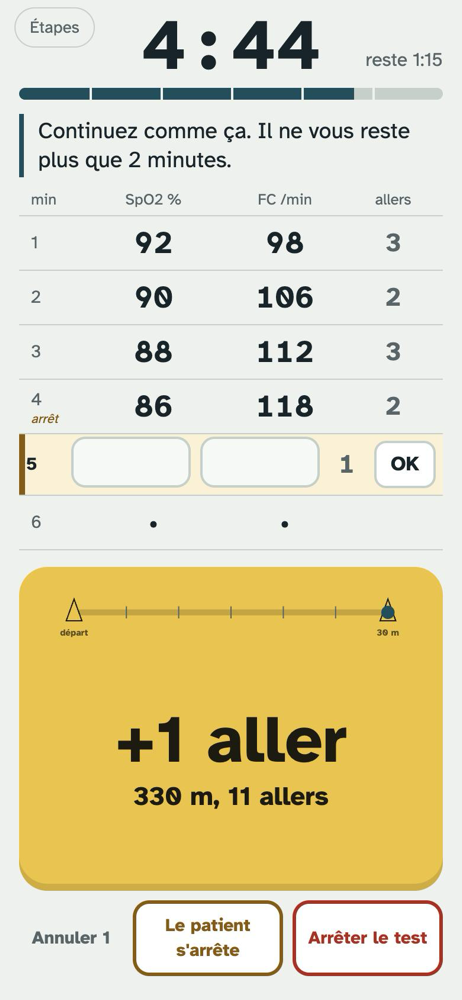 Étapes
4:44
reste 1:15
Continuez comme ça. Il ne vous reste
plus que 2 minutes.
min SpO2 % FC /min allers
1 92 98 3
2 90 106 2
3 88 112 3
4 86 118 2
arrêt
5 1 OK
6 • •
départ 30 m
+1 aller
330 m, 11 allers
Annuler 1
Le patient
s'arrête
Arrêter le test